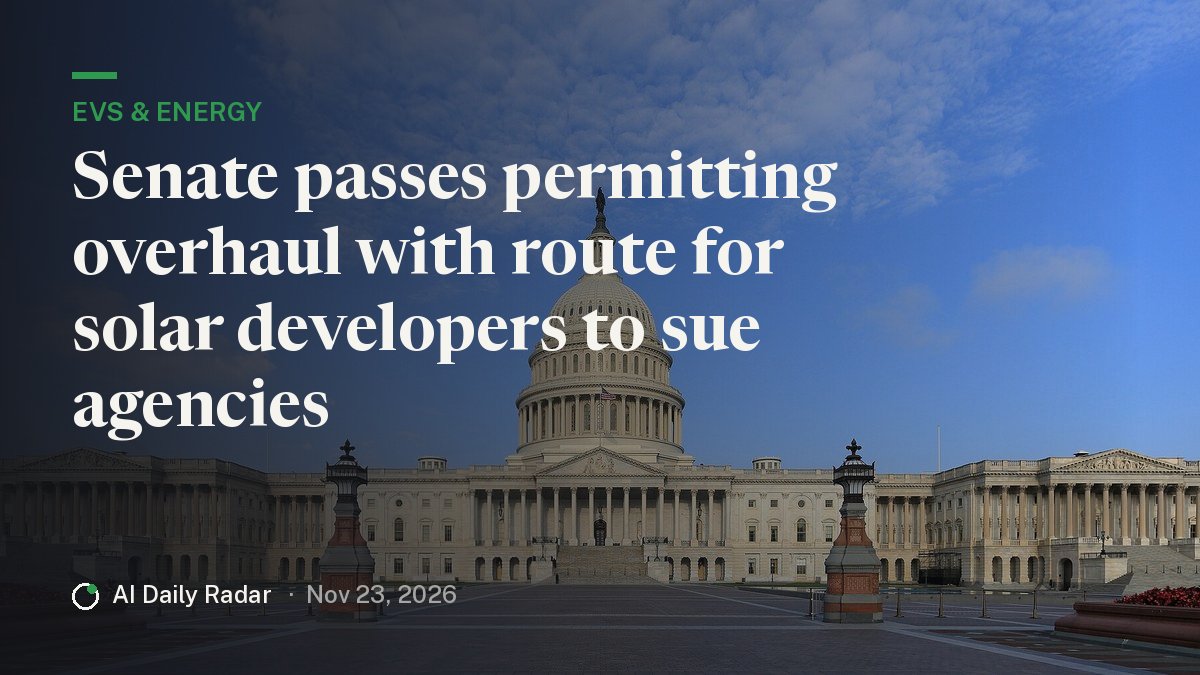 EVS & ENERGY
Senate passes permitting
overhaul with route for
solar developers to sue
agencies
AI Daily Radar · Nov 23, 2026